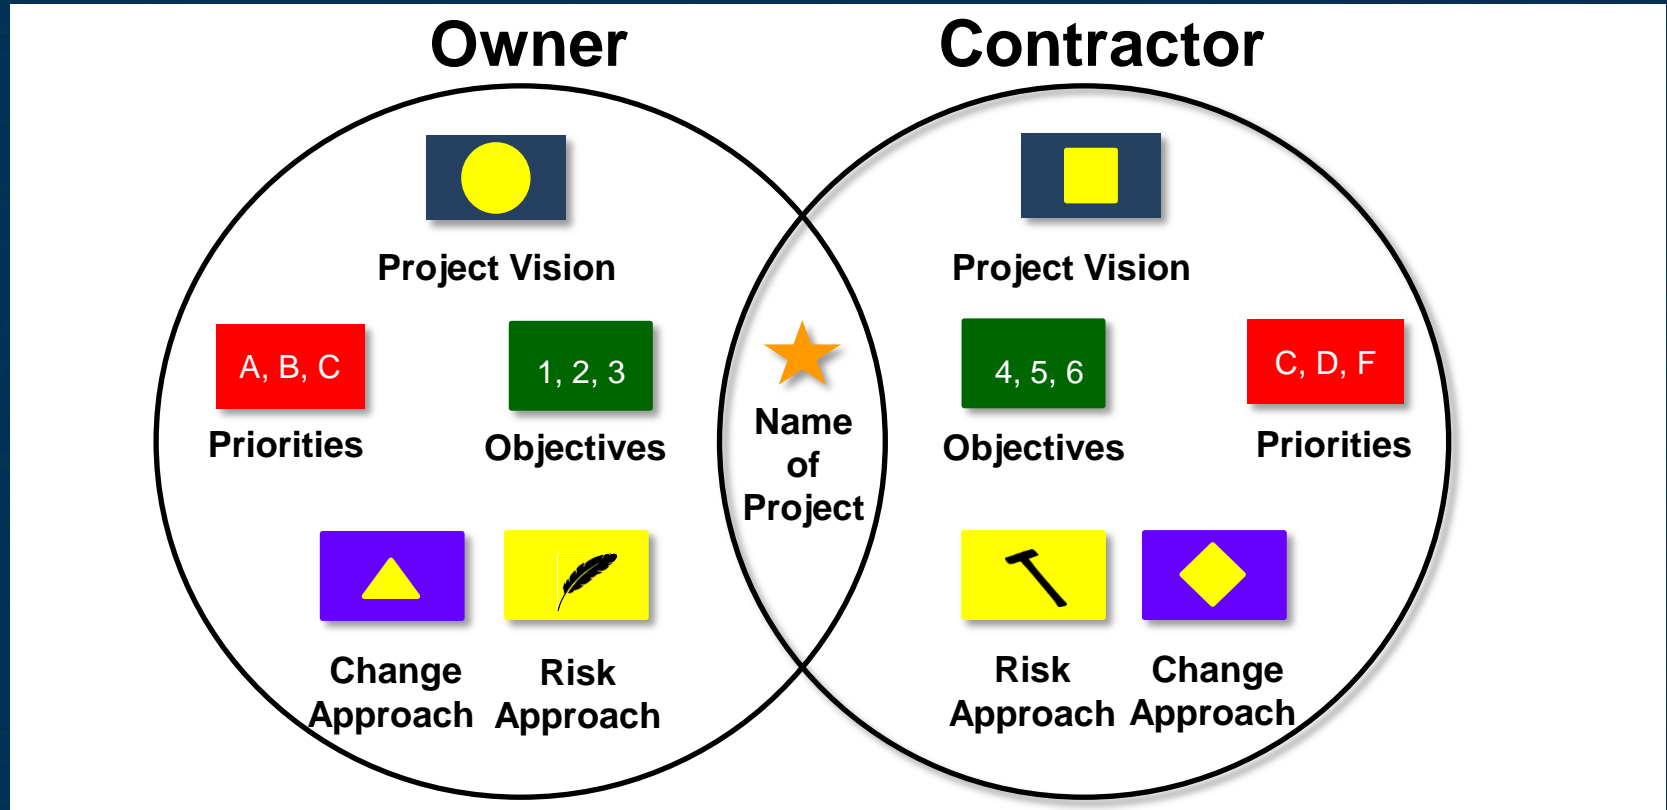 Owner
Contractor
Project Vision
Project Vision
A, B, C
1, 2, 3
4, 5, 6
C, D, F
Priorities
Objectives
Name
of
Project
Objectives
Priorities
Change
Approach
Risk
Approach
Risk
Approach
Change
Approach